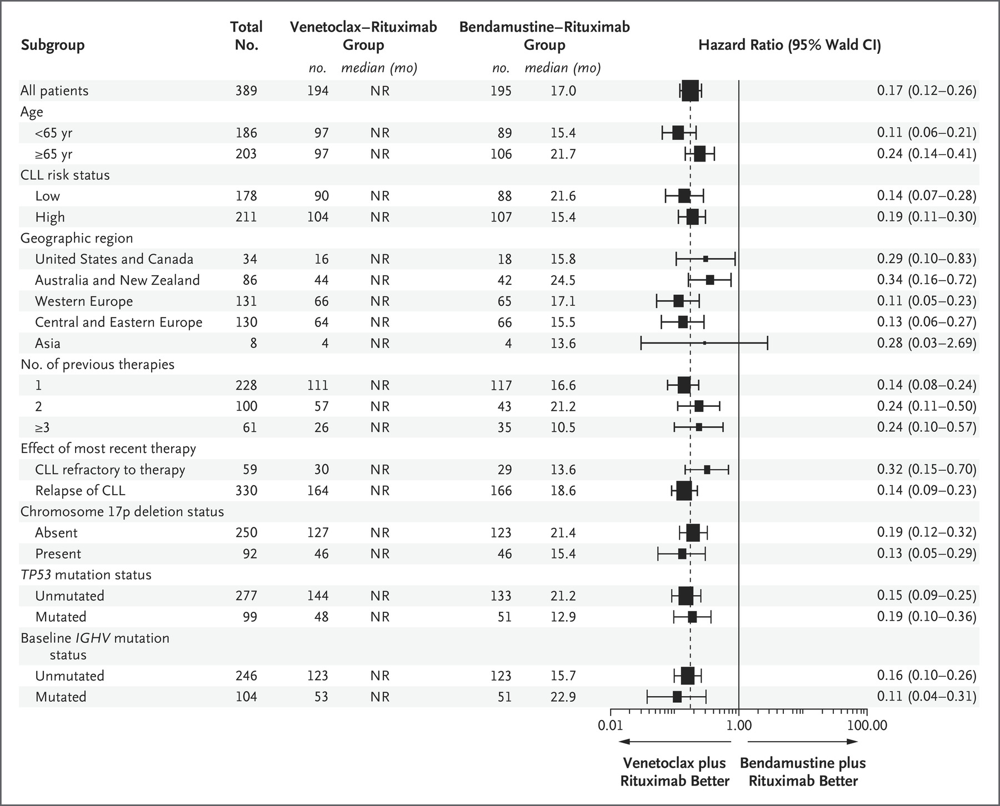 Total Venetoclax–Rituximab Bendamustine–Rituximab
Subgroup No. Group Group Hazard Ratio (95% Wald CI)
no. median (mo) no. median (mo)
All patients 389 194 NR 195 17.0 0.17 (0.12–0.26)
Age
<65 yr 186 97 NR 89 15.4 0.11 (0.06–0.21)
≥65 yr 203 97 NR 106 21.7 0.24 (0.14–0.41)
CLL risk status
Low 178 90 NR 88 21.6 0.14 (0.07–0.28)
High 211 104 NR 107 15.4 0.19 (0.11–0.30)
Geographic region
United States and Canada 34 16 NR 18 15.8 0.29 (0.10–0.83)
Australia and New Zealand 86 44 NR 42 24.5 0.34 (0.16–0.72)
Western Europe 131 66 NR 65 17.1 0.11 (0.05–0.23)
Central and Eastern Europe 130 64 NR 66 15.5 0.13 (0.06–0.27)
Asia 8 4 NR 4 13.6 0.28 (0.03–2.69)
No. of previous therapies
1 228 111 NR 117 16.6 0.14 (0.08–0.24)
2 100 57 NR 43 21.2 0.24 (0.11–0.50)
≥3 61 26 NR 35 10.5 0.24 (0.10–0.57)
Effect of most recent therapy
CLL refractory to therapy 59 30 NR 29 13.6 0.32 (0.15–0.70)
Relapse of CLL 330 164 NR 166 18.6 0.14 (0.09–0.23)
Chromosome 17p deletion status
Absent 250 127 NR 123 21.4 0.19 (0.12–0.32)
Present 92 46 NR 46 15.4 0.13 (0.05–0.29)
TP53 mutation status
Unmutated 277 144 NR 133 21.2 0.15 (0.09–0.25)
Mutated 99 48 NR 51 12.9 0.19 (0.10–0.36)
Baseline IGHV mutation
status
Unmutated 246 123 NR 123 15.7 0.16 (0.10–0.26)
Mutated 104 53 NR 51 22.9 0.11 (0.04–0.31)
0.01 1.00 100.00
Venetoclax plus Bendamustine plus
Rituximab Better Rituximab Better